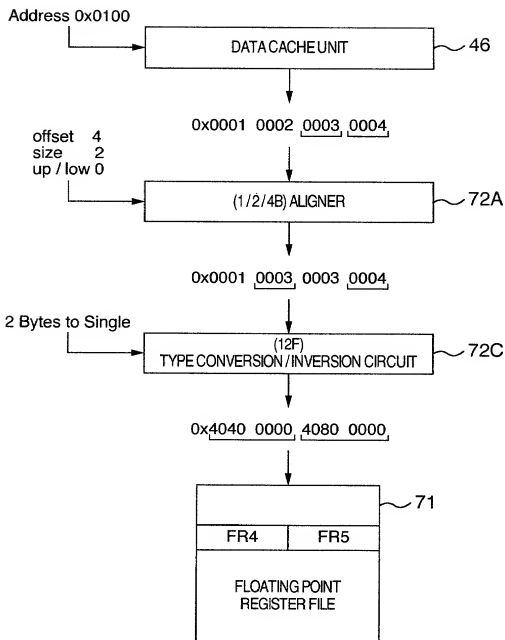 Address 0x0100
DATA CACHE UNIT
46
0x0001 0002 0003 0004
offset 4
size 2
up / low 0
(1/2/4B) ALIGNER
72A
0x0001 0003 0003 0004
2 Bytes to Single
(12F)
TYPE CONVERSION / INVERSION CIRCUIT
72C
0x4040 0000 4080 0000
71
FR4 FR5
FLOATING POINT
REGISTER FILE